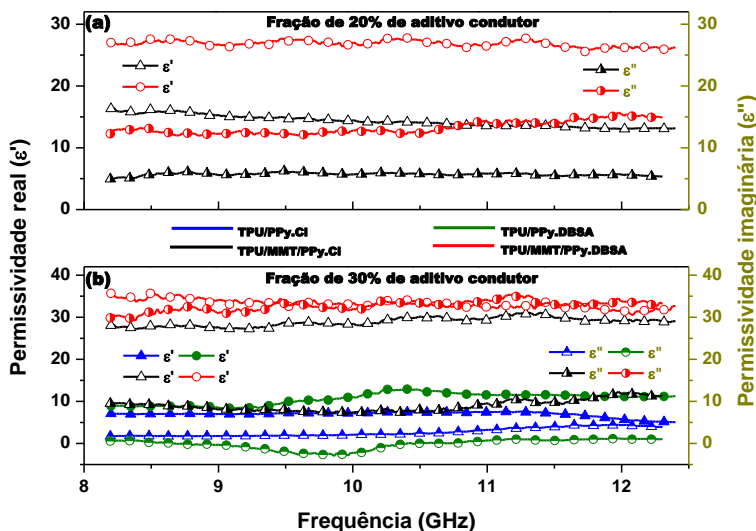 (a)
Fração de 20% de aditivo condutor
30
30
ε'
ε''
ε'
ε''
20
20
10
10
0
0
TPU/PPy.Cl
TPU/PPy.DBSA
TPU/MMT/PPy.Cl
TPU/MMT/PPy.DBSA
Permissividade real (ε')
Permissividade imaginária (ε'')
(b)
Fração de 30% de aditivo condutor
40
40
30
30
ε'
ε'
ε''
ε''
ε'
ε'
ε''
ε''
20
20
10
10
0
0
8
9
10
11
12
Frequência (GHz)